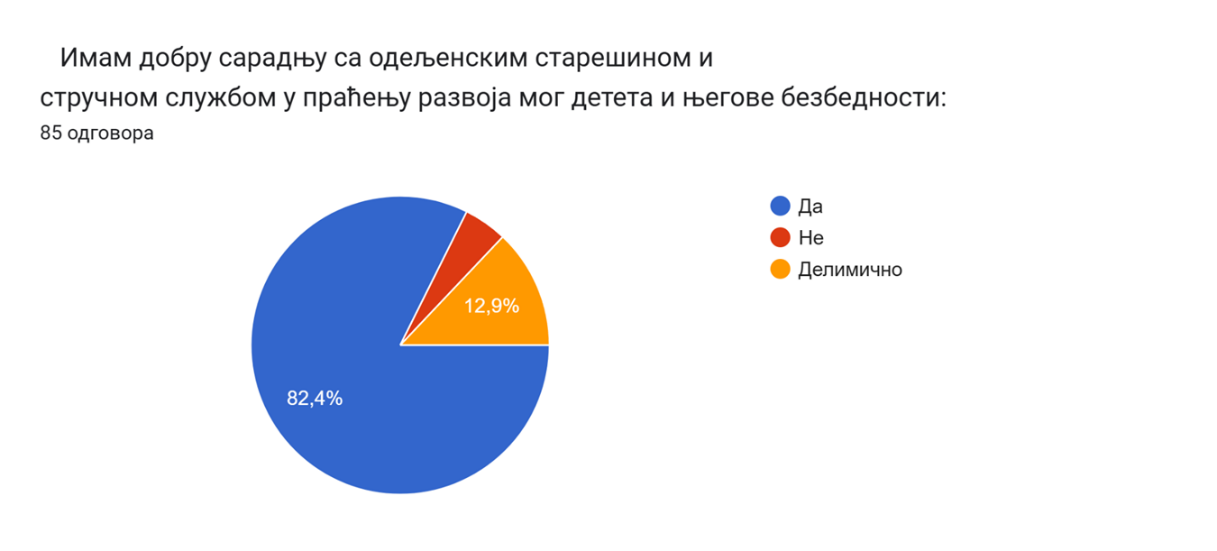 Имам добру сарадњу са одељенским старешином и
стручном службом у праћењу развоја мог детета и његове безбедности:
85 одговора
Да
Не
Делимично
12,9%
82,4%